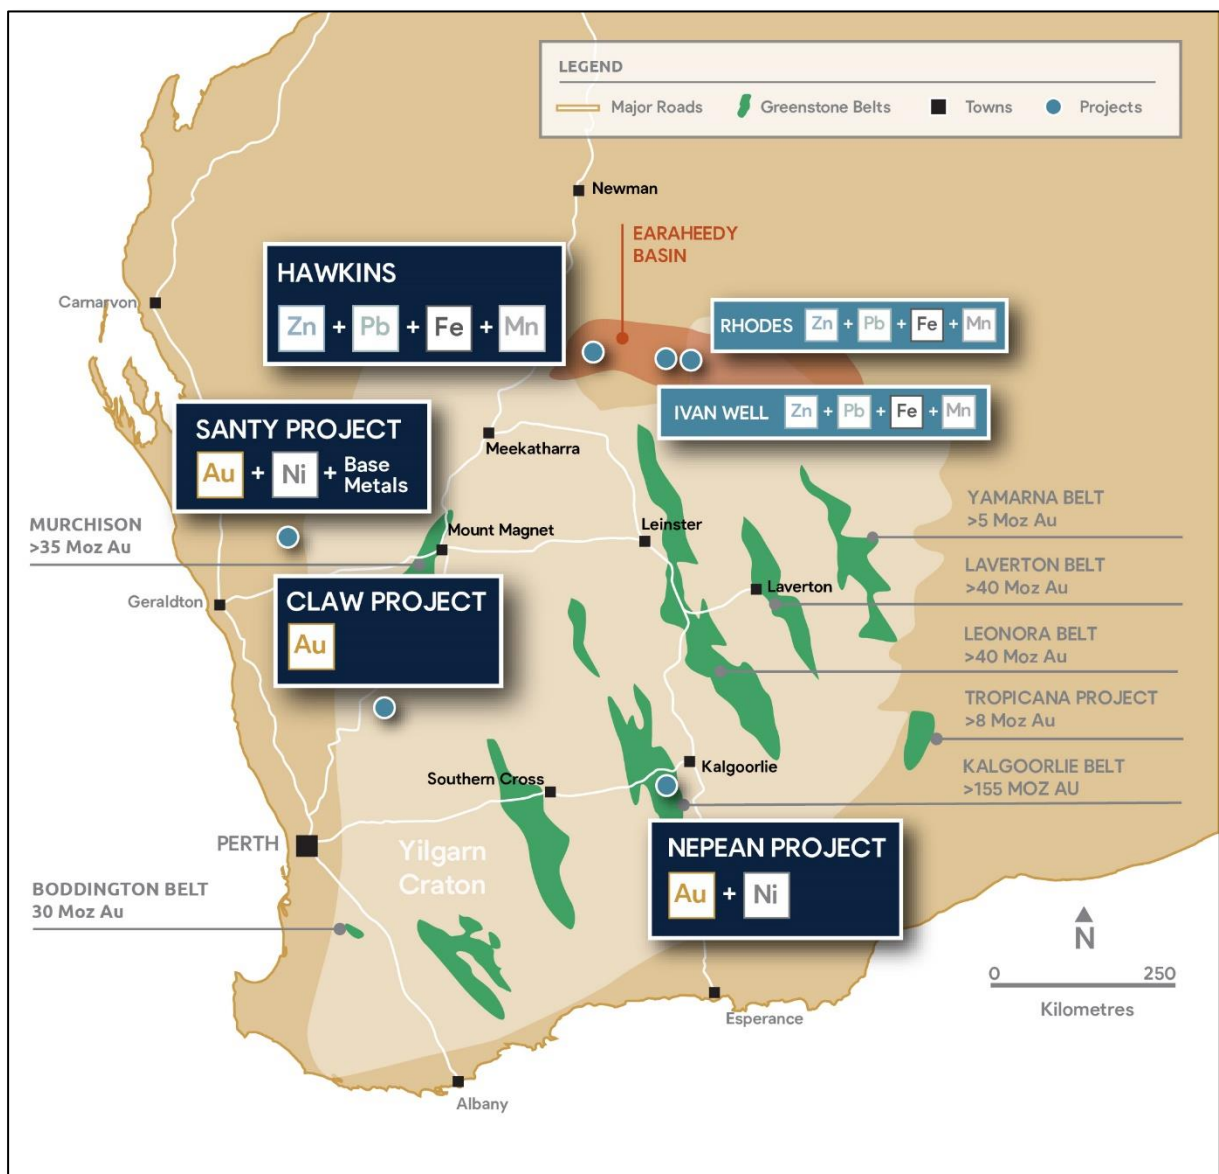 LEGEND
Major Roads
Greenstone Belts
Towns
Projects
Newman
EARAHEEDY
BASIN
HAWKINS
Zn + Pb + Fe + Mn
Carnarvon
RHODES Zn + Pb + Fe + Mn
IVAN WELL Zn + Pb + Fe + Mn
SANTY PROJECT
Au + Ni + Base
Metals
Meekatharra
MURCHISON
>35 Moz Au
Mount Magnet
Leinster
YAMARNA BELT
>5 Moz Au
Geraldton
CLAW PROJECT
Au
Laverton
LAVERTON BELT
>40 Moz Au
LEONORA BELT
>40 Moz Au
TROPICANA PROJECT
>8 Moz Au
Southern Cross
Kalgoorlie
KALGOORLIE BELT
>155 MOZ AU
PERTH
Yilgarn
Craton
NEPEAN PROJECT
Au + Ni
BODDINGTON BELT
30 Moz Au
N
0 250
Kilometres
Esperance
Albany